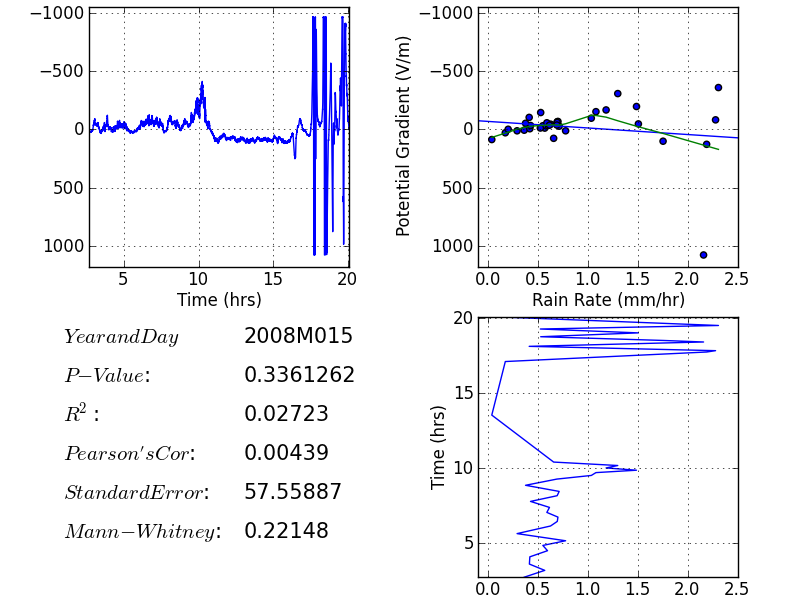 −1000
−500
0
500
1000
5 10 15 20
Time (hrs)
Potential Gradient (V/m)
−1000
−500
0
500
1000
0.0 0.5 1.0 1.5 2.0 2.5
Rain Rate (mm/hr)
YearandDay 2008M015
P−Value: 0.3361262
R²: 0.02723
Pearson'sCor: 0.00439
StandardError: 57.55887
Mann−Whitney: 0.22148
Time (hrs)
20
15
10
5
0.0 0.5 1.0 1.5 2.0 2.5